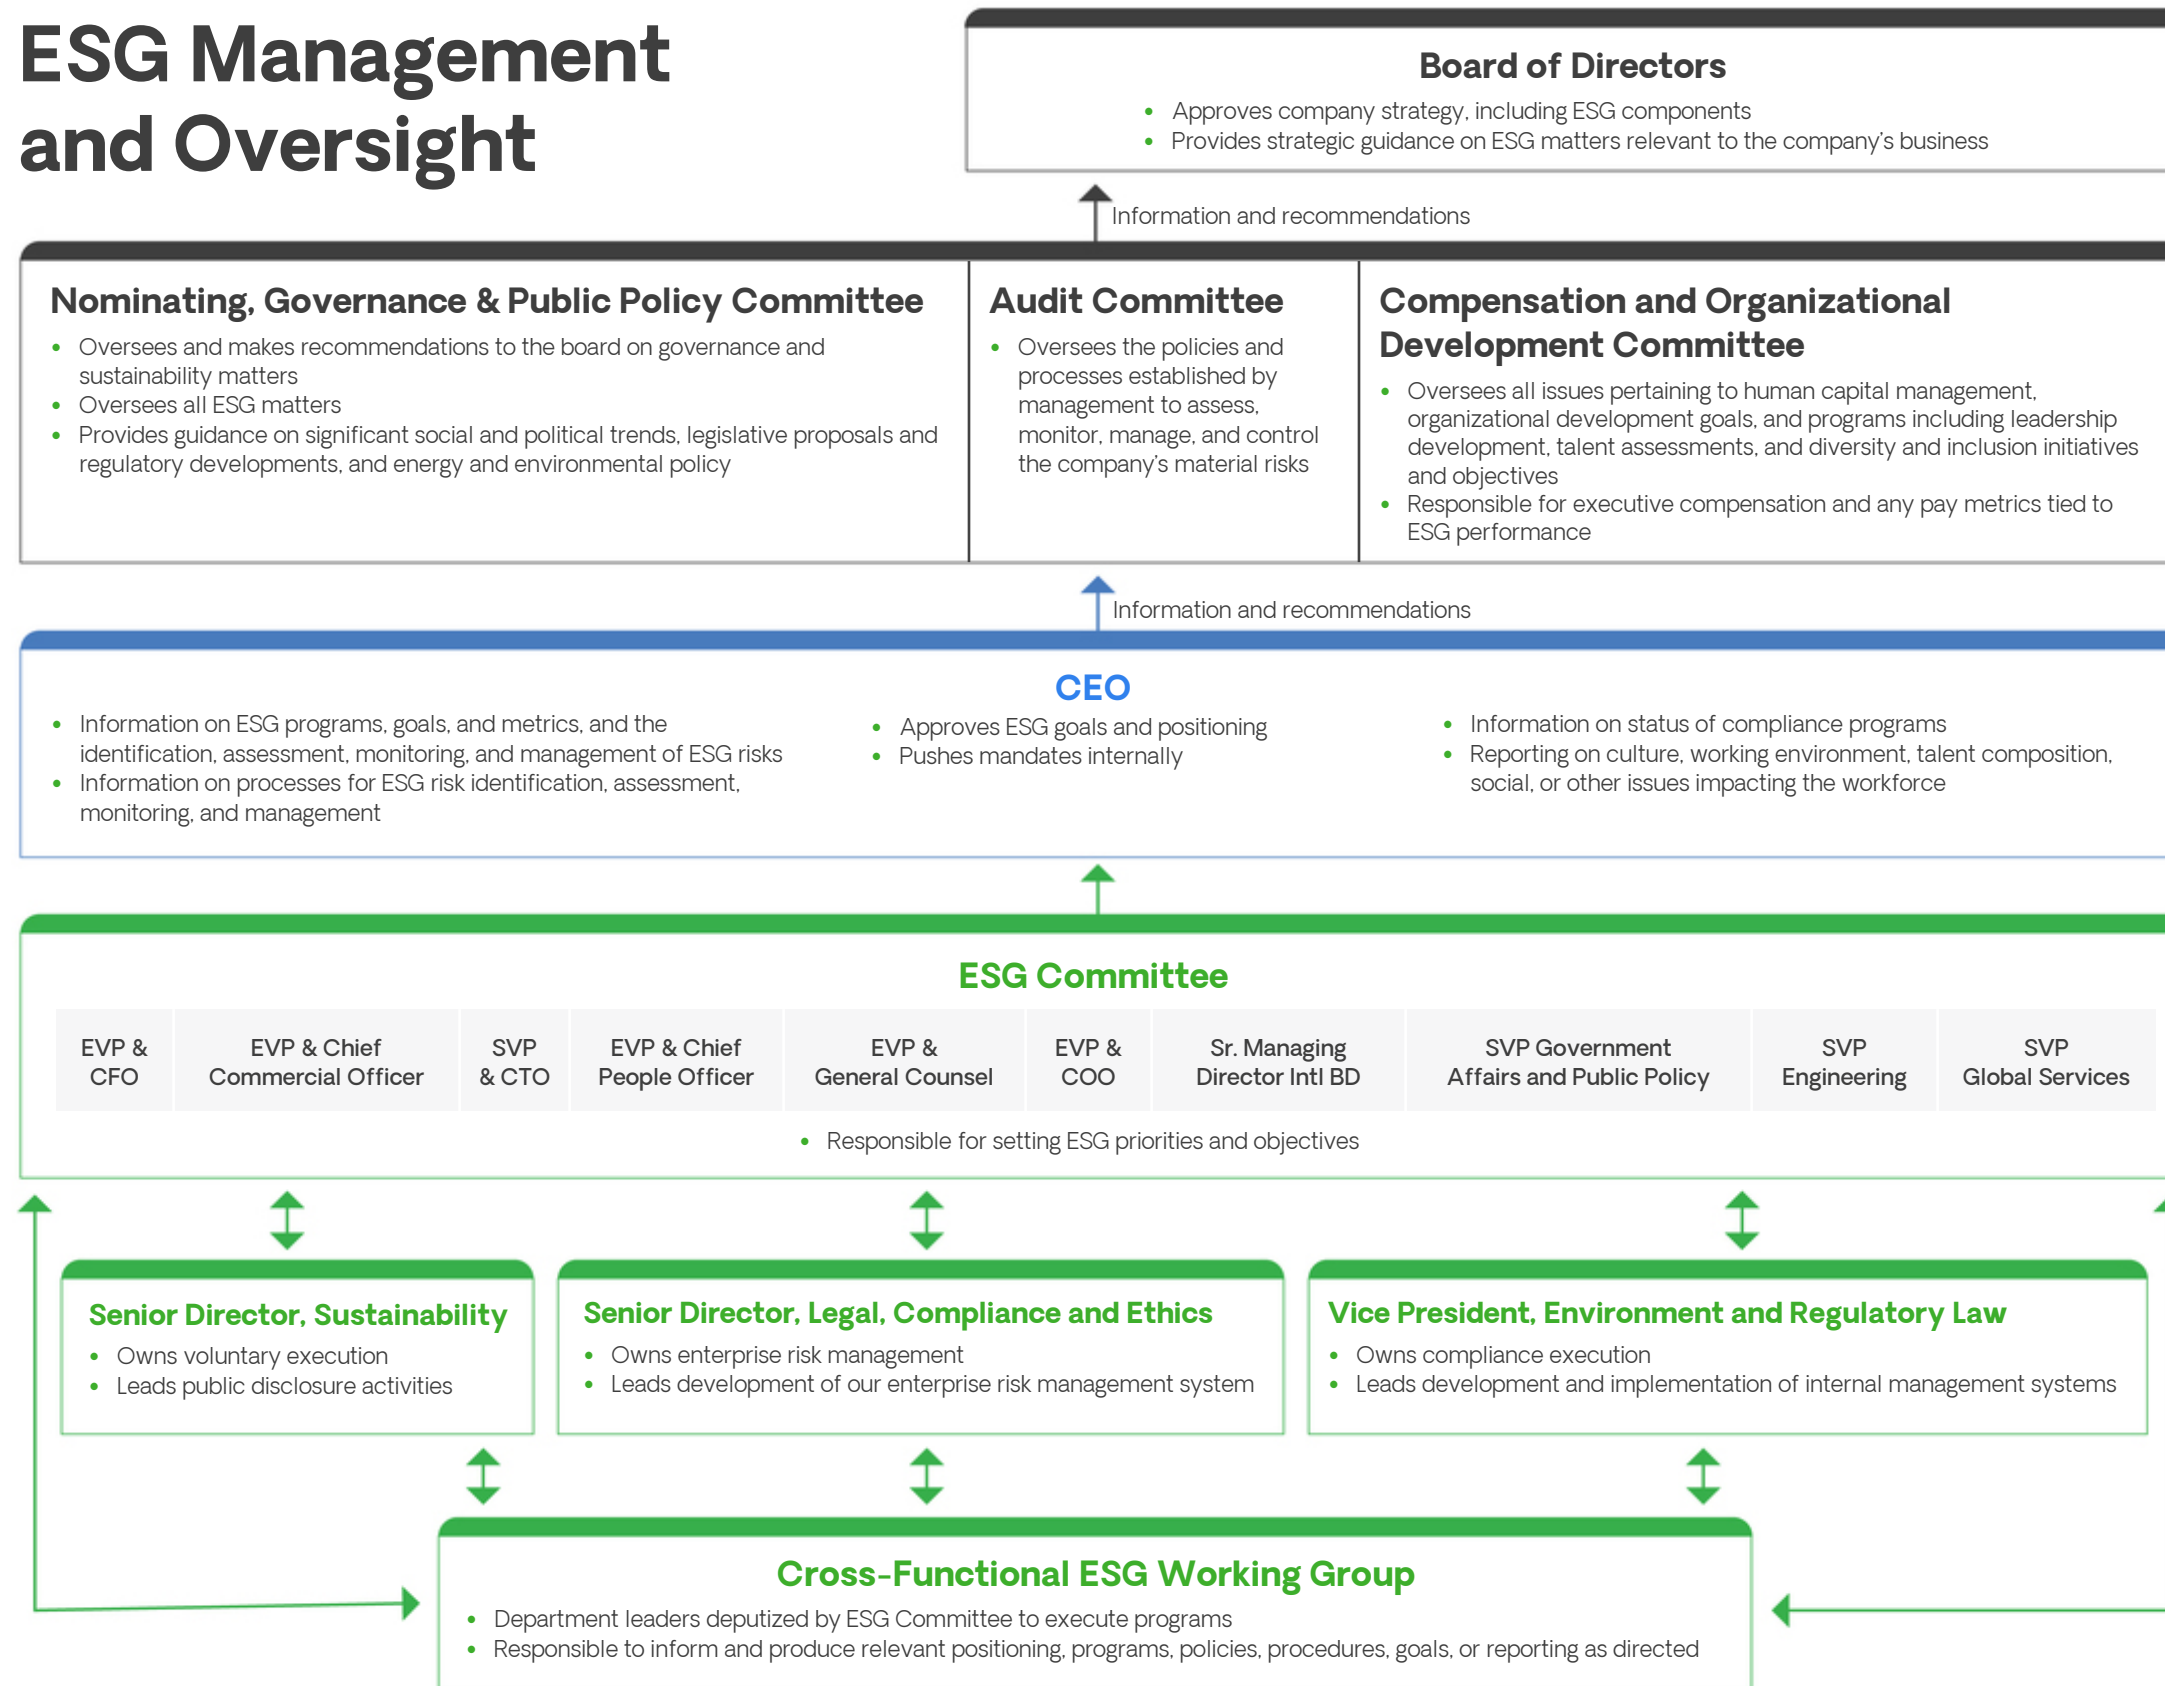 ESG Management
and Oversight
Board of Directors
• Approves company strategy, including ESG components
• Provides strategic guidance on ESG matters relevant to the company's business
Information and recommendations
Nominating, Governance & Public Policy Committee
• Oversees and makes recommendations to the board on governance and
sustainability matters
• Oversees all ESG matters
• Provides guidance on significant social and political trends, legislative proposals and
regulatory developments, and energy and environmental policy
Audit Committee
• Oversees the policies and
processes established by
management to assess,
monitor, manage, and control
the company's material risks
Compensation and Organizational
Development Committee
• Oversees all issues pertaining to human capital management,
organizational development goals, and programs including leadership
development, talent assessments, and diversity and inclusion initiatives
and objectives
• Responsible for executive compensation and any pay metrics tied to
ESG performance
Information and recommendations
CEO
• Information on ESG programs, goals, and metrics, and the
identification, assessment, monitoring, and management of ESG risks
• Information on processes for ESG risk identification, assessment,
monitoring, and management
• Approves ESG goals and positioning
• Pushes mandates internally
• Information on status of compliance programs
• Reporting on culture, working environment, talent composition,
social, or other issues impacting the workforce
ESG Committee
EVP &
CFO
EVP & Chief
Commercial Officer
SVP
& CTO
EVP & Chief
People Officer
EVP &
General Counsel
EVP &
COO
Sr. Managing
Director Intl BD
SVP Government
Affairs and Public Policy
SVP
Engineering
SVP
Global Services
• Responsible for setting ESG priorities and objectives
Senior Director, Sustainability
• Owns voluntary execution
• Leads public disclosure activities
Senior Director, Legal, Compliance and Ethics
• Owns enterprise risk management
• Leads development of our enterprise risk management system
Vice President, Environment and Regulatory Law
• Owns compliance execution
• Leads development and implementation of internal management systems
Cross-Functional ESG Working Group
• Department leaders deputized by ESG Committee to execute programs
• Responsible to inform and produce relevant positioning, programs, policies, procedures, goals, or reporting as directed